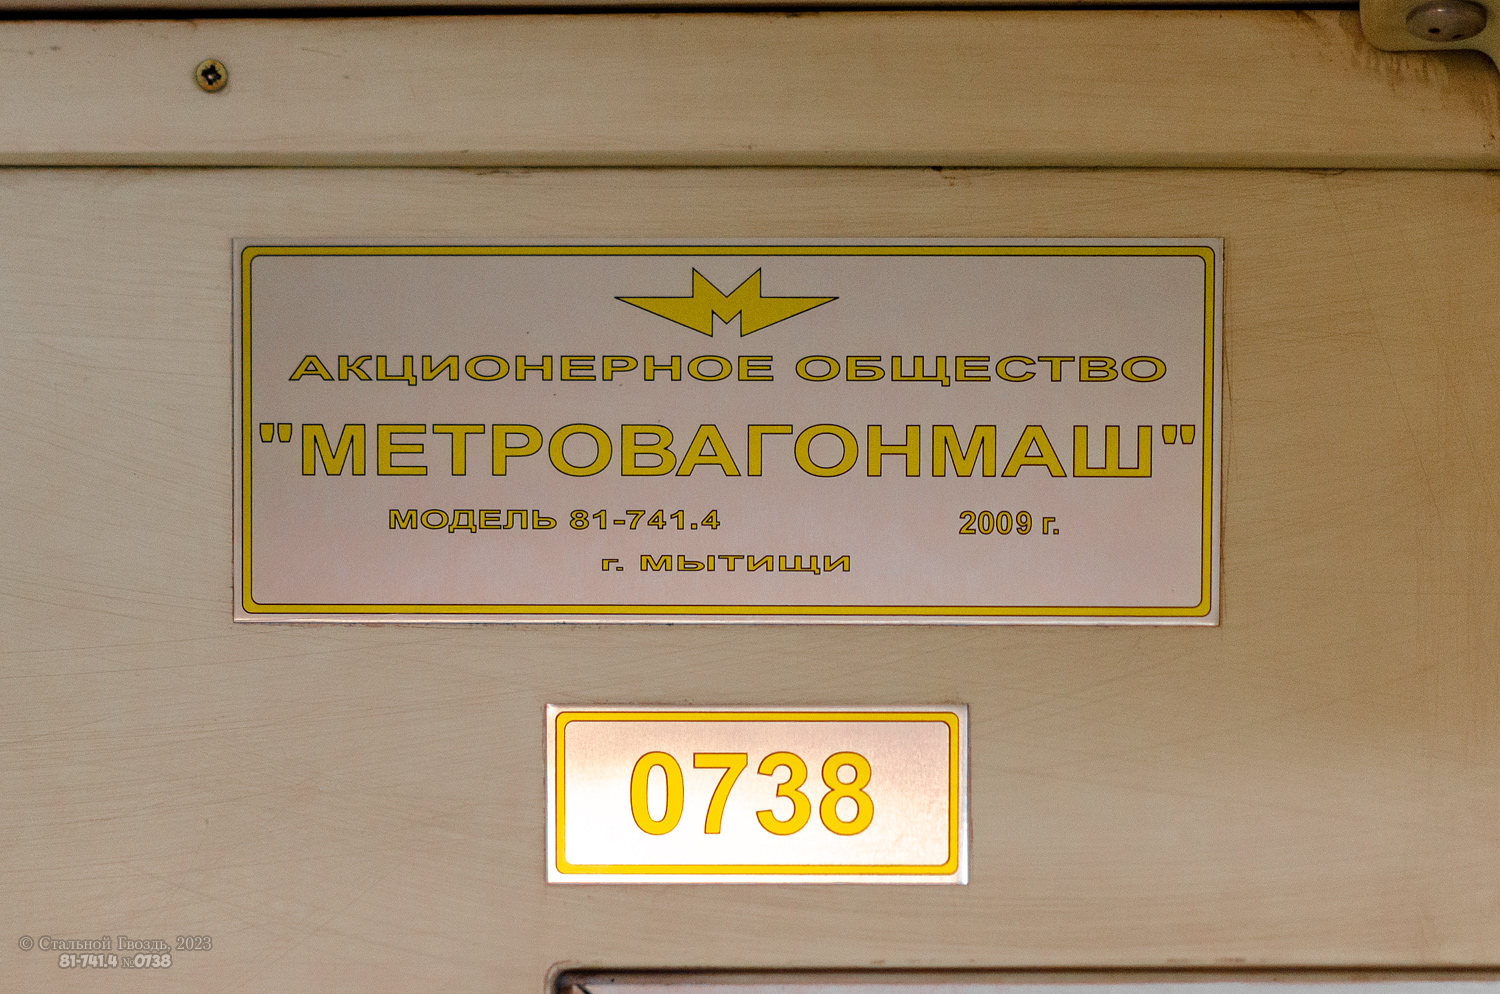 АКЦИОНЕРНОЕ ОБЩЕСТВО
"МЕТРОВАГОНМАШ"
МОДЕЛЬ 81-741.4 2009 г.
г. МЫТИЩИ
0738
© Стальной Гвоздь, 2023
81-741.4 №0738